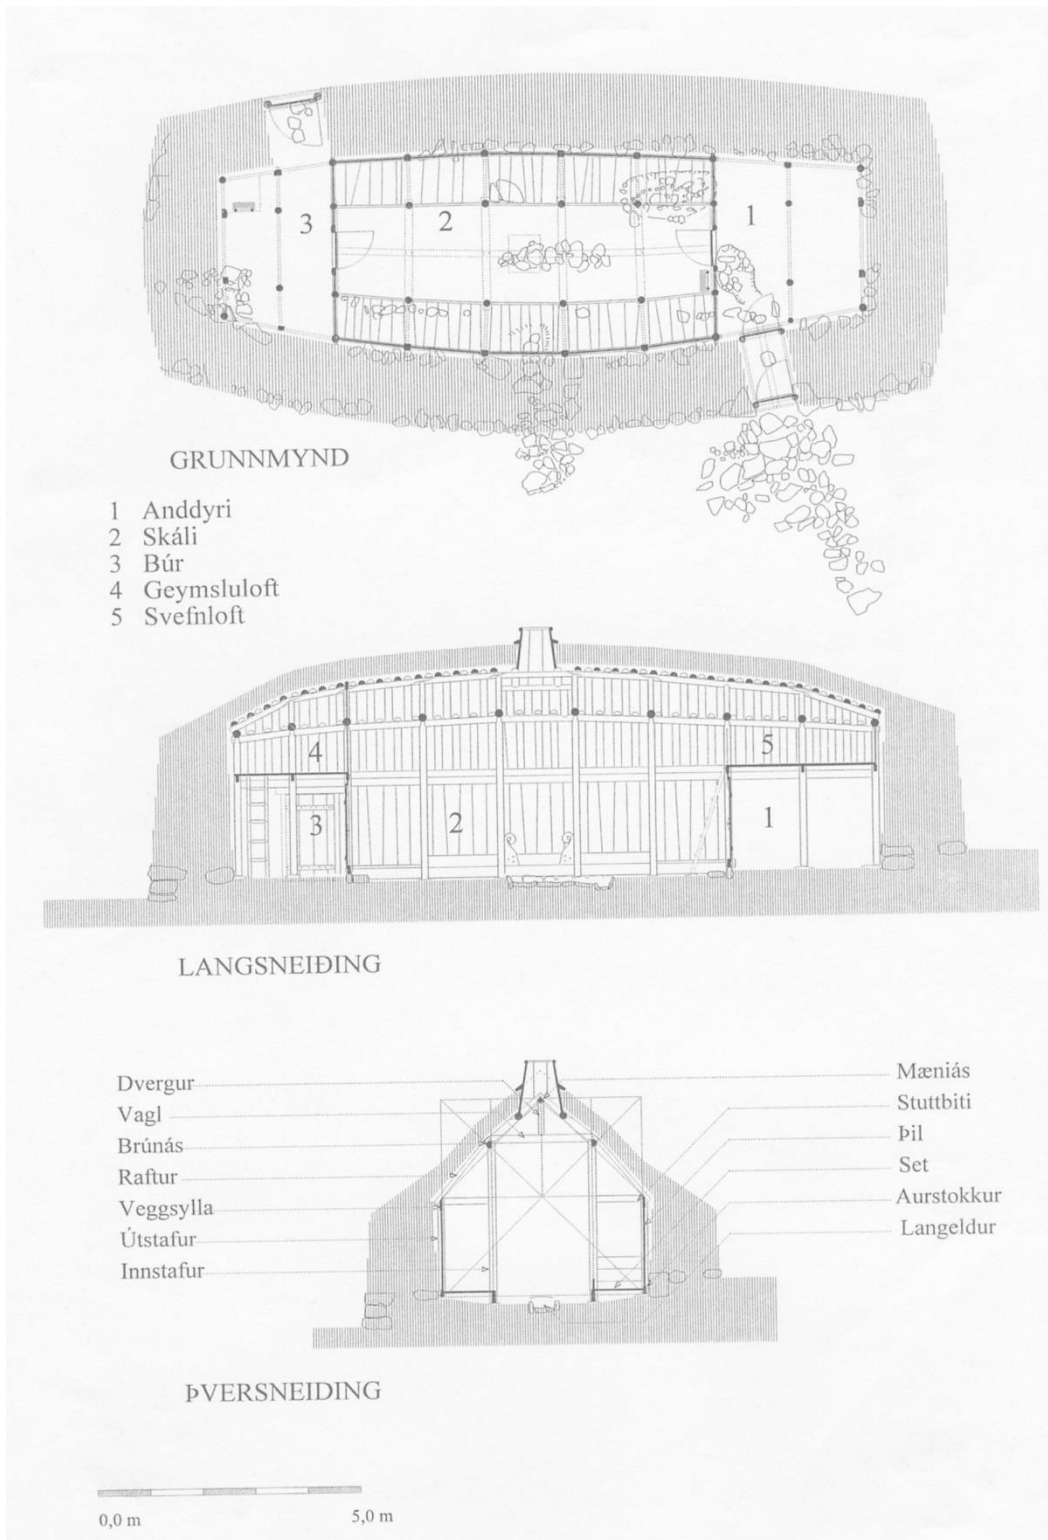 3
2
1
GRUNNMYND
1 Anddyri
2 Skáli
3 Búr
4 Geymsluloft
5 Svefnloft
4
5
3
2
1
LANGSNEIÐING
Dvergur
Vagl
Brúnás
Raftur
Veggsylla
Útstafur
Innstafur
Mæniás
Stuttbiti
Þil
Set
Aurstokkur
Langeldur
ÞVERSNEIDING
0,0 m
5,0 m